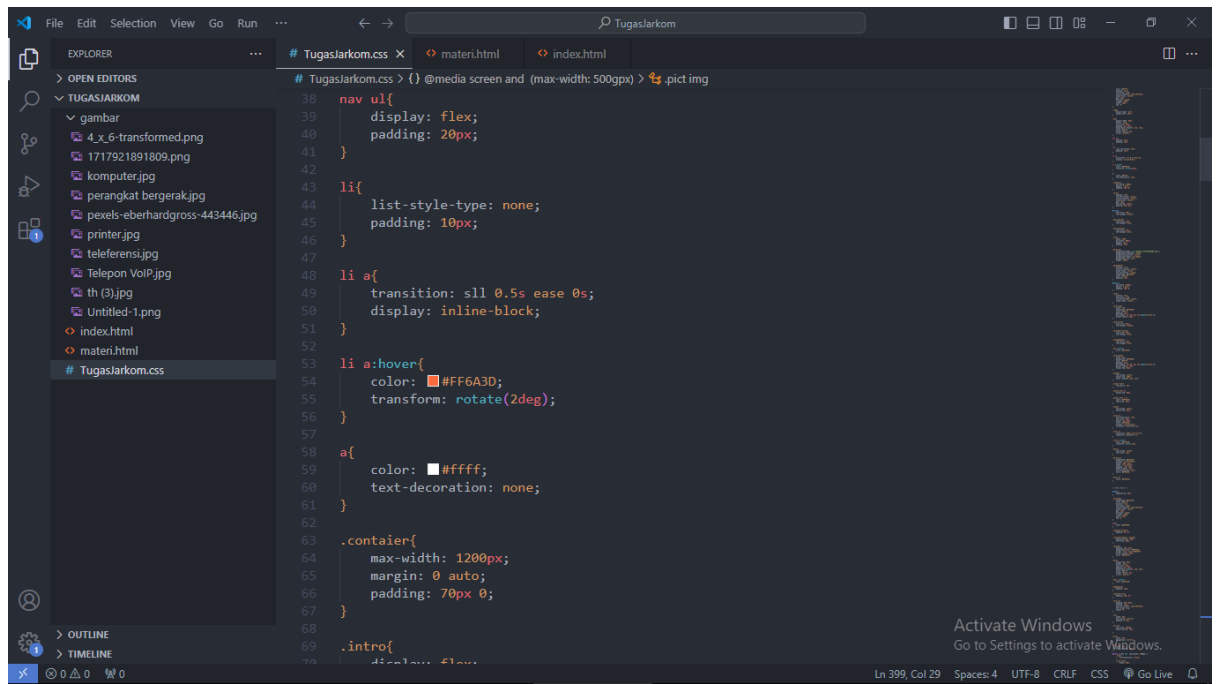 File Edit Selection View Go Run ··· ← → TugasJarkom
EXPLORER ···
> OPEN EDITORS
TUGASJARKOM
gambar
4_x_6-transformed.png
1717921891809.png
komputer.jpg
perangkat bergerak.jpg
pexels-eberhardgross-443446.jpg
printer.jpg
teleferensi.jpg
Telepon VoIP.jpg
th (3).jpg
Untitled-1.png
<> index.html
<> materi.html
# TugasJarkom.css
> OUTLINE
> TIMELINE
1
1
# TugasJarkom.css × <> materi.html <> index.html
# TugasJarkom.css > {} @media screen and (max-width: 500gpx) > .pict img
38 nav ul{
39 display: flex;
40 padding: 20px;
41 }
42
43 li{
44 list-style-type: none;
45 padding: 10px;
46 }
47
48 li a{
49 transition: sll 0.5s ease 0s;
50 display: inline-block;
51 }
52
53 li a:hover{
54 color: #FF6A3D;
55 transform: rotate(2deg);
56 }
57
58 a{
59 color: #ffff;
60 text-decoration: none;
61 }
62
63 .contaier{
64 max-width: 1200px;
65 margin: 0 auto;
66 padding: 70px 0;
67 }
68
69 .intro{
70 display: flex;
Activate Windows
Go to Settings to activate Windows.
0 0 0 Ln 399, Col 29 Spaces: 4 UTF-8 CRLF CSS Go Live